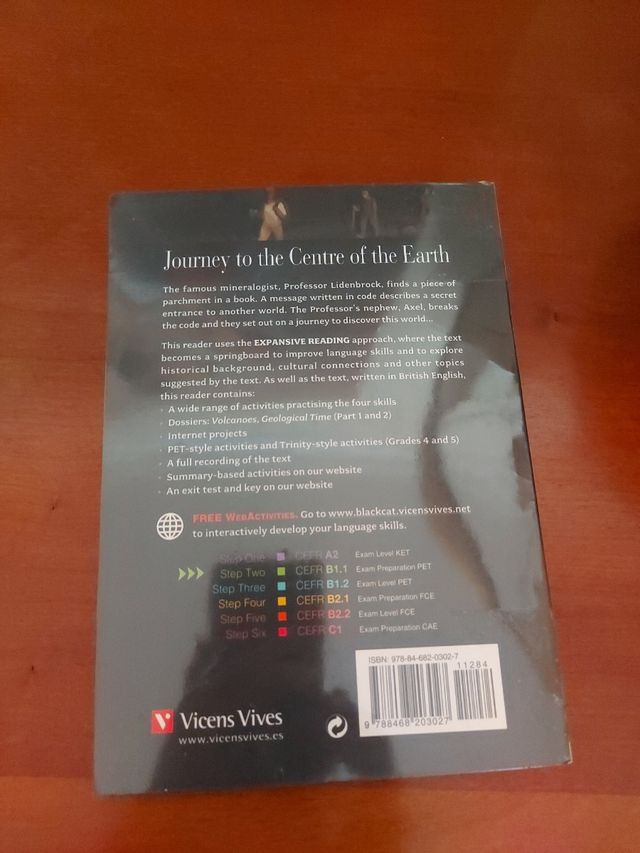 Journey to the Centre of the Earth
The famous mineralogist, Professor Lidenbrock, finds a piece of
parchment in a book. A message written in code describes a secret
entrance to another world. The Professor's nephew, Axel, breaks
the code and they set out on a journey to discover this world...
This reader uses the EXPANSIVE READING approach, where the text
becomes a springboard to improve language skills and to explore
historical background, cultural connections and other topics
suggested by the text. As well as the text, written in British English,
this reader contains:
· A wide range of activities practising the four skills
· Dossiers: Volcanoes, Geological Time (Part 1 and 2)
· Internet projects
· PET-style activities and Trinity-style activities (Grades 4 and 5)
· A full recording of the text
· Summary-based activities on our website
· An exit test and key on our website
FREE WEBACTIVITIES. Go to www.blackcat.vicensvives.net
to interactively develop your language skills.
Step One CEFR A2 Exam Level KET
Step Two CEFR B1.1 Exam Preparation PET
Step Three CEFR B1.2 Exam Level PET
Step Four CEFR B2.1 Exam Preparation FCE
Step Five CEFR B2.2 Exam Level FCE
Step Six CEFR C1 Exam Preparation CAE
ISBN: 978-84-682-0302-7
11284
9 788468 203027
Vicens Vives
www.vicensvives.es